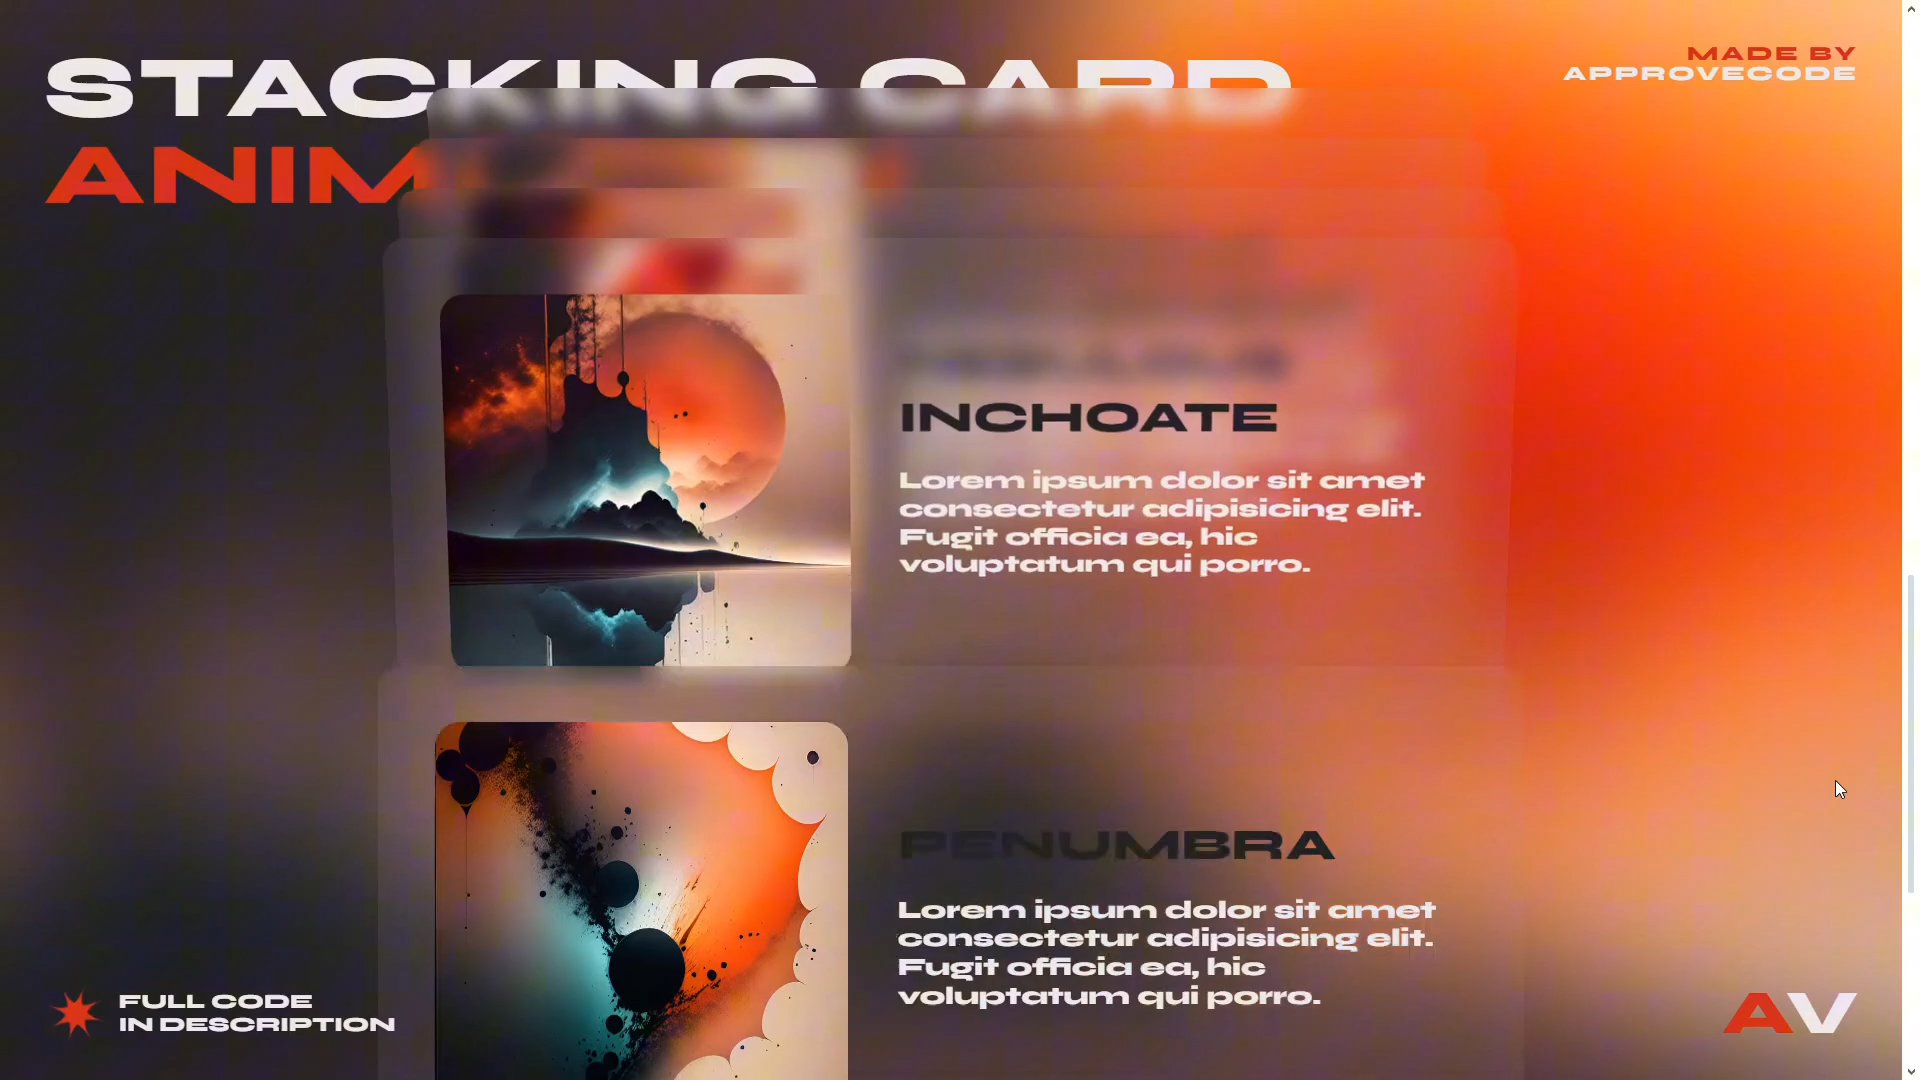 STACKING CARD
ANIM
MADE BY
APPROVECODE
INCHOATE
Lorem ipsum dolor sit amet
consectetur adipisicing elit.
Fugit officia ea, hic
voluptatum qui porro.
PENUMBRA
Lorem ipsum dolor sit amet
consectetur adipisicing elit.
Fugit officia ea, hic
voluptatum qui porro.
FULL CODE
IN DESCRIPTION
AV